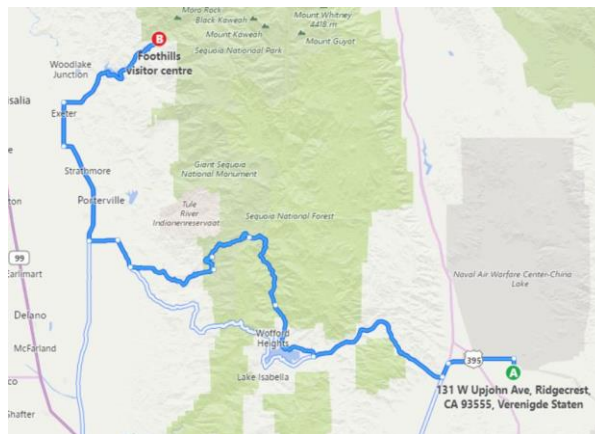 Moro Rock
Black Kaweah
Mount Whitney
4418 m
Mount Kaweah
Mount Guyot
B
Sequoia National Park
Foothills
visitor centre
Woodlake
Junction
isalia
Exeter
Strathmore
Giant Sequoia
National Monument
Porterville
Tule
River
Indianenreservaat
Sequoia National Forest
99
Earlimart
Naval Air Warfare Center-China
Lake
Delano
McFarland
Wofford
Heights
395
A
Lake Isabella
131 W Upjohn Ave, Ridgecrest,
CA 93555, Verenigde Staten
Shafter